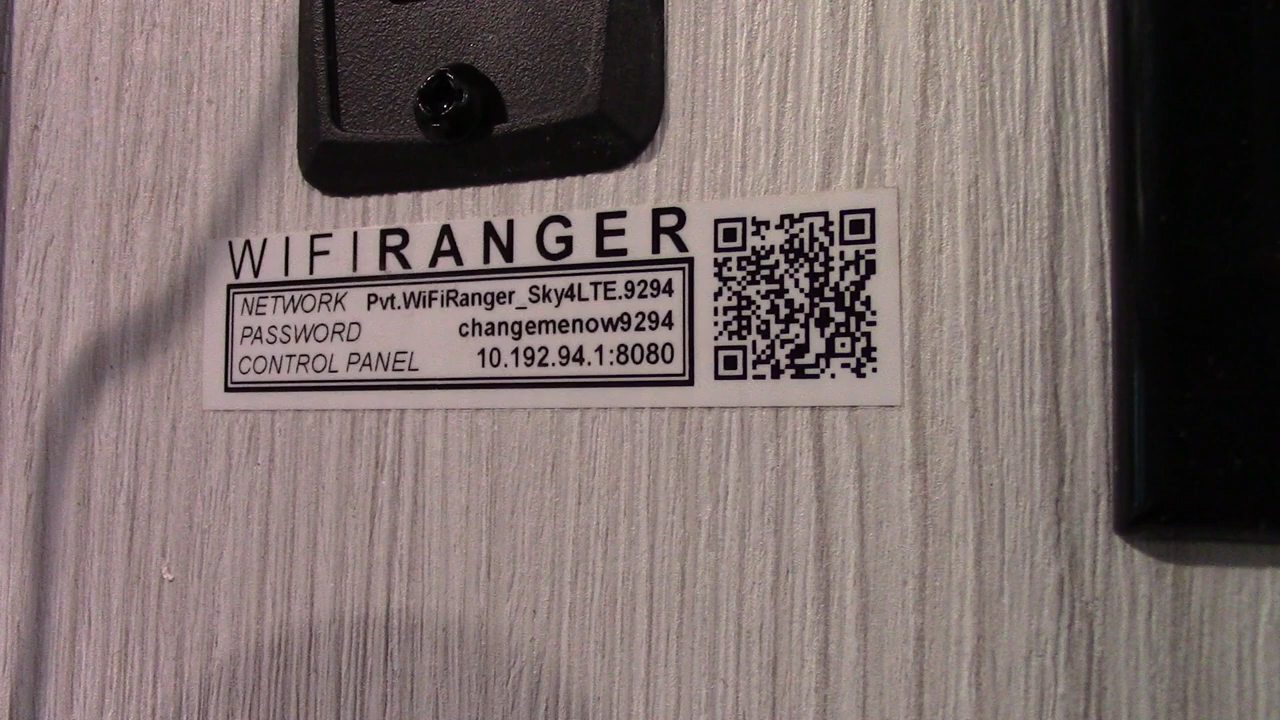 WIFIRANGER
NETWORK Pvt.WiFiRanger_Sky4LTE.9294
PASSWORD changemenow9294
CONTROL PANEL 10.192.94.1:8080